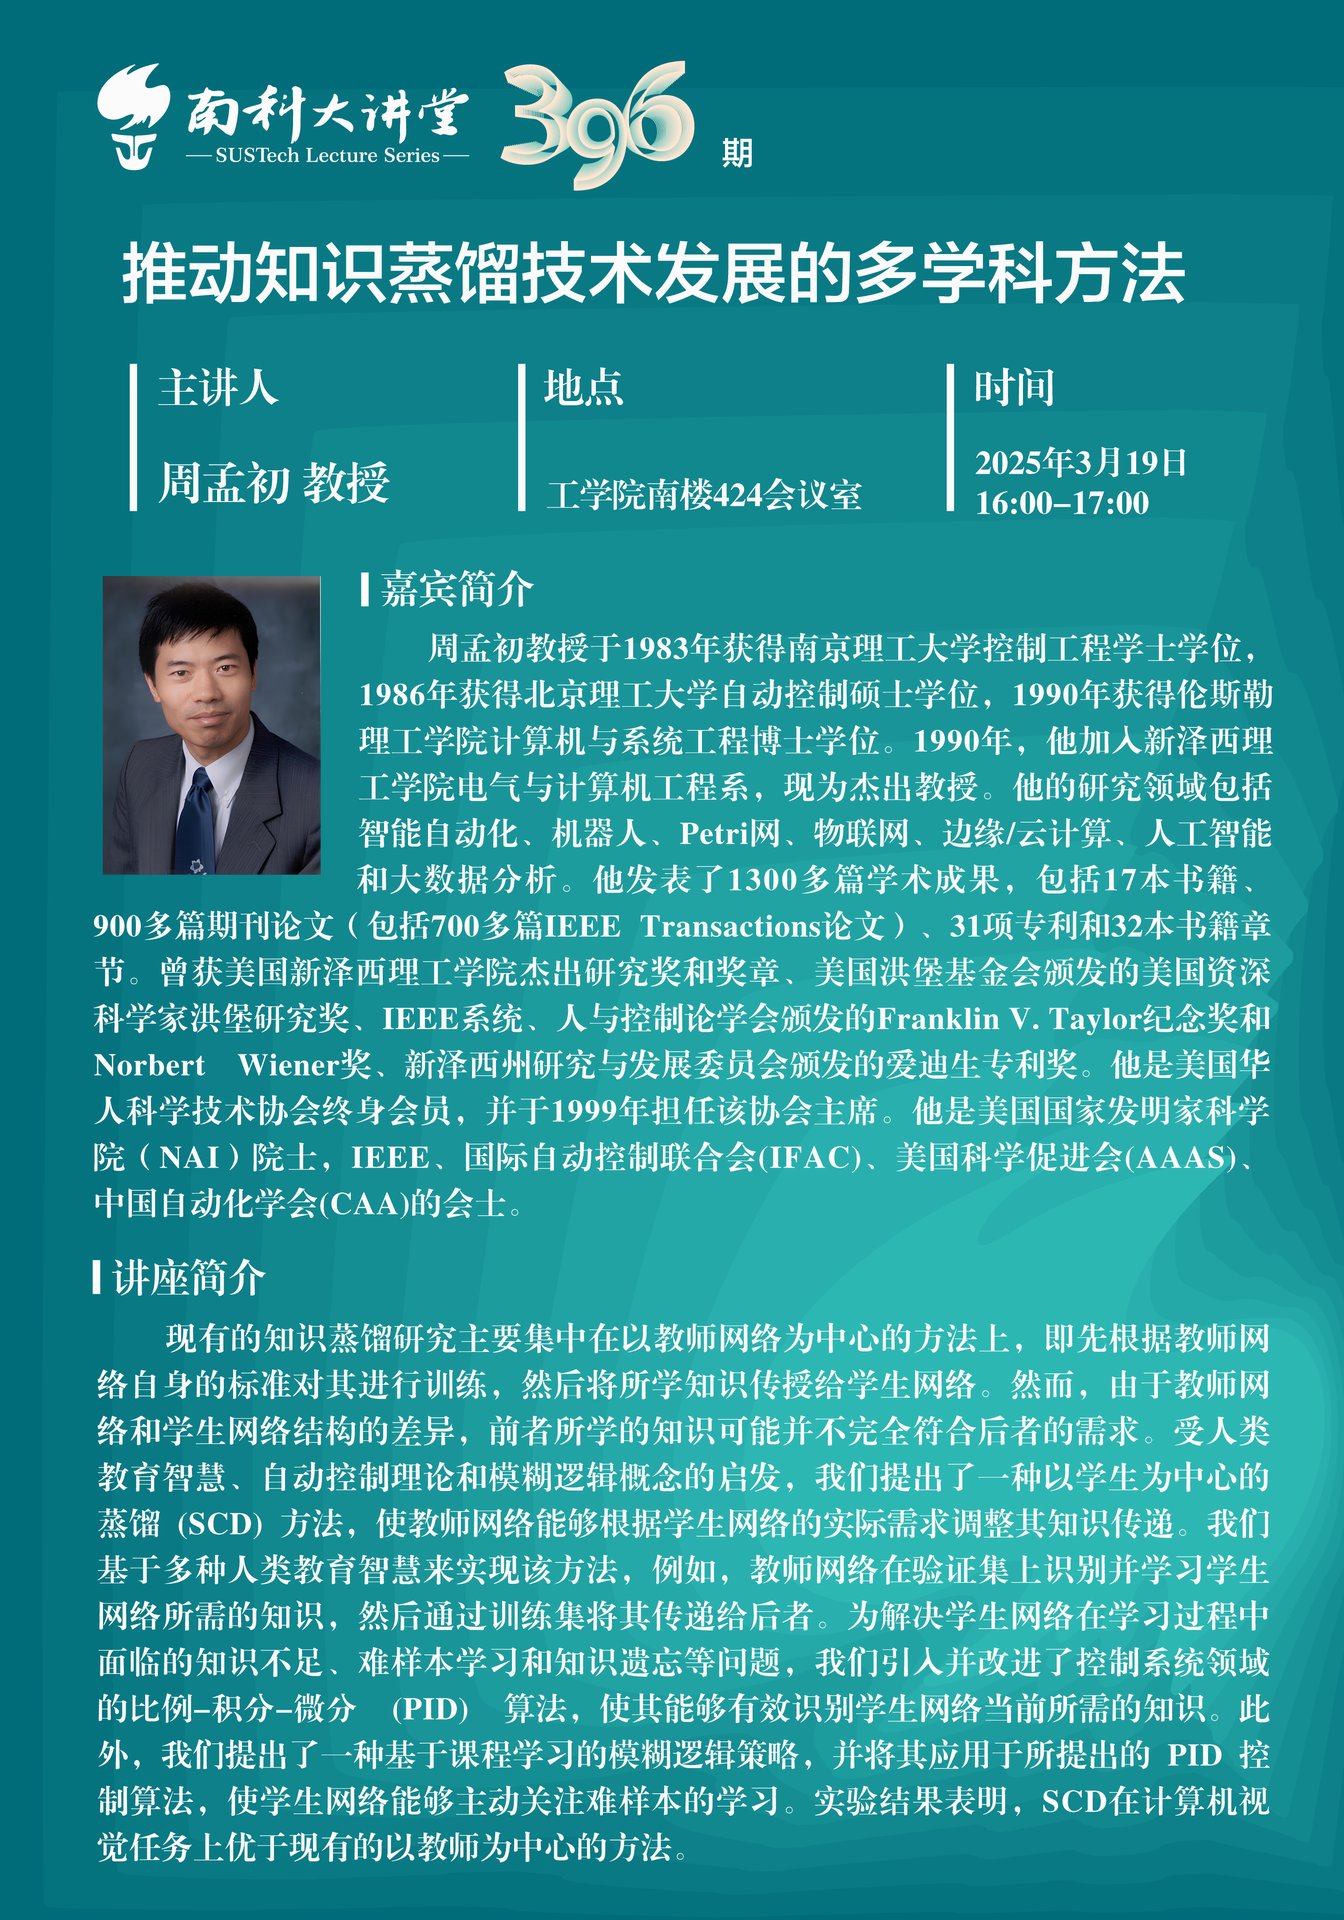 南科大讲堂
SUSTech Lecture Series
396
期
推动知识蒸馏技术发展的多学科方法
主讲人
周孟初 教授
地点
工学院南楼424会议室
时间
2025年3月19日
16:00-17:00
嘉宾简介
周孟初教授于1983年获得南京理工大学控制工程学士学位，
1986年获得北京理工大学自动控制硕士学位，1990年获得伦斯勒
理工学院计算机与系统工程博士学位。1990年，他加入新泽西理
工学院电气与计算机工程系，现为杰出教授。他的研究领域包括
智能自动化、机器人、Petri网、物联网、边缘/云计算、人工智能
和大数据分析。他发表了1300多篇学术成果，包括17本书籍、
900多篇期刊论文（包括700多篇IEEE Transactions论文）、31项专利和32本书籍章
节。曾获美国新泽西理工学院杰出研究奖和奖章、美国洪堡基金会颁发的美国资深
科学家洪堡研究奖、IEEE系统、人与控制论学会颁发的Franklin V. Taylor纪念奖和
Norbert Wiener奖、新泽西州研究与发展委员会颁发的爱迪生专利奖。他是美国华
人科学技术协会终身会员，并于1999年担任该协会主席。他是美国国家发明家科学
院（NAI）院士，IEEE、国际自动控制联合会(IFAC)、美国科学促进会(AAAS)、
中国自动化学会(CAA)的会士。
讲座简介
现有的知识蒸馏研究主要集中在以教师网络为中心的方法上，即先根据教师网
络自身的标准对其进行训练，然后将所学知识传授给学生网络。然而，由于教师网
络和学生网络结构的差异，前者所学的知识可能并不完全符合后者的需求。受人类
教育智慧、自动控制理论和模糊逻辑概念的启发，我们提出了一种以学生为中心的
蒸馏 (SCD) 方法，使教师网络能够根据学生网络的实际需求调整其知识传递。我们
基于多种人类教育智慧来实现该方法，例如，教师网络在验证集上识别并学习学生
网络所需的知识，然后通过训练集将其传递给后者。为解决学生网络在学习过程中
面临的知识不足、难样本学习和知识遗忘等问题，我们引入并改进了控制系统领域
的比例-积分-微分 (PID) 算法，使其能够有效识别学生网络当前所需的知识。此
外，我们提出了一种基于课程学习的模糊逻辑策略，并将其应用于所提出的 PID 控
制算法，使学生网络能够主动关注难样本的学习。实验结果表明，SCD在计算机视
觉任务上优于现有的以教师为中心的方法。